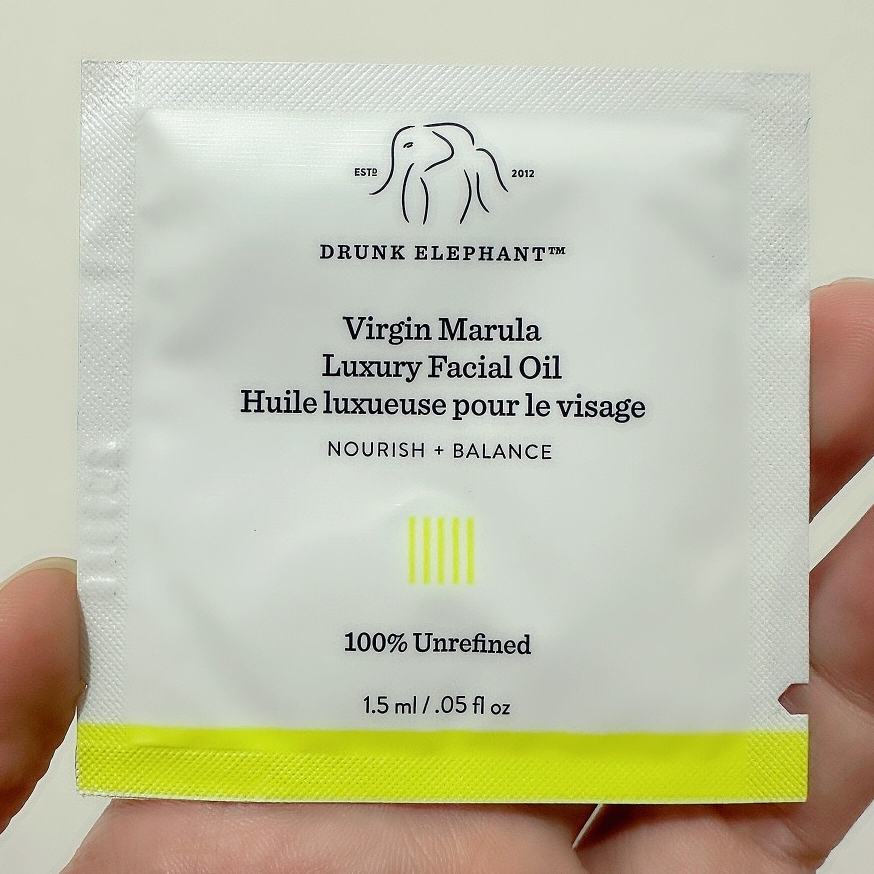 ESTD 2012
DRUNK ELEPHANT™
Virgin Marula
Luxury Facial Oil
Huile luxueuse pour le visage
NOURISH + BALANCE
100% Unrefined
1.5 ml / .05 fl oz